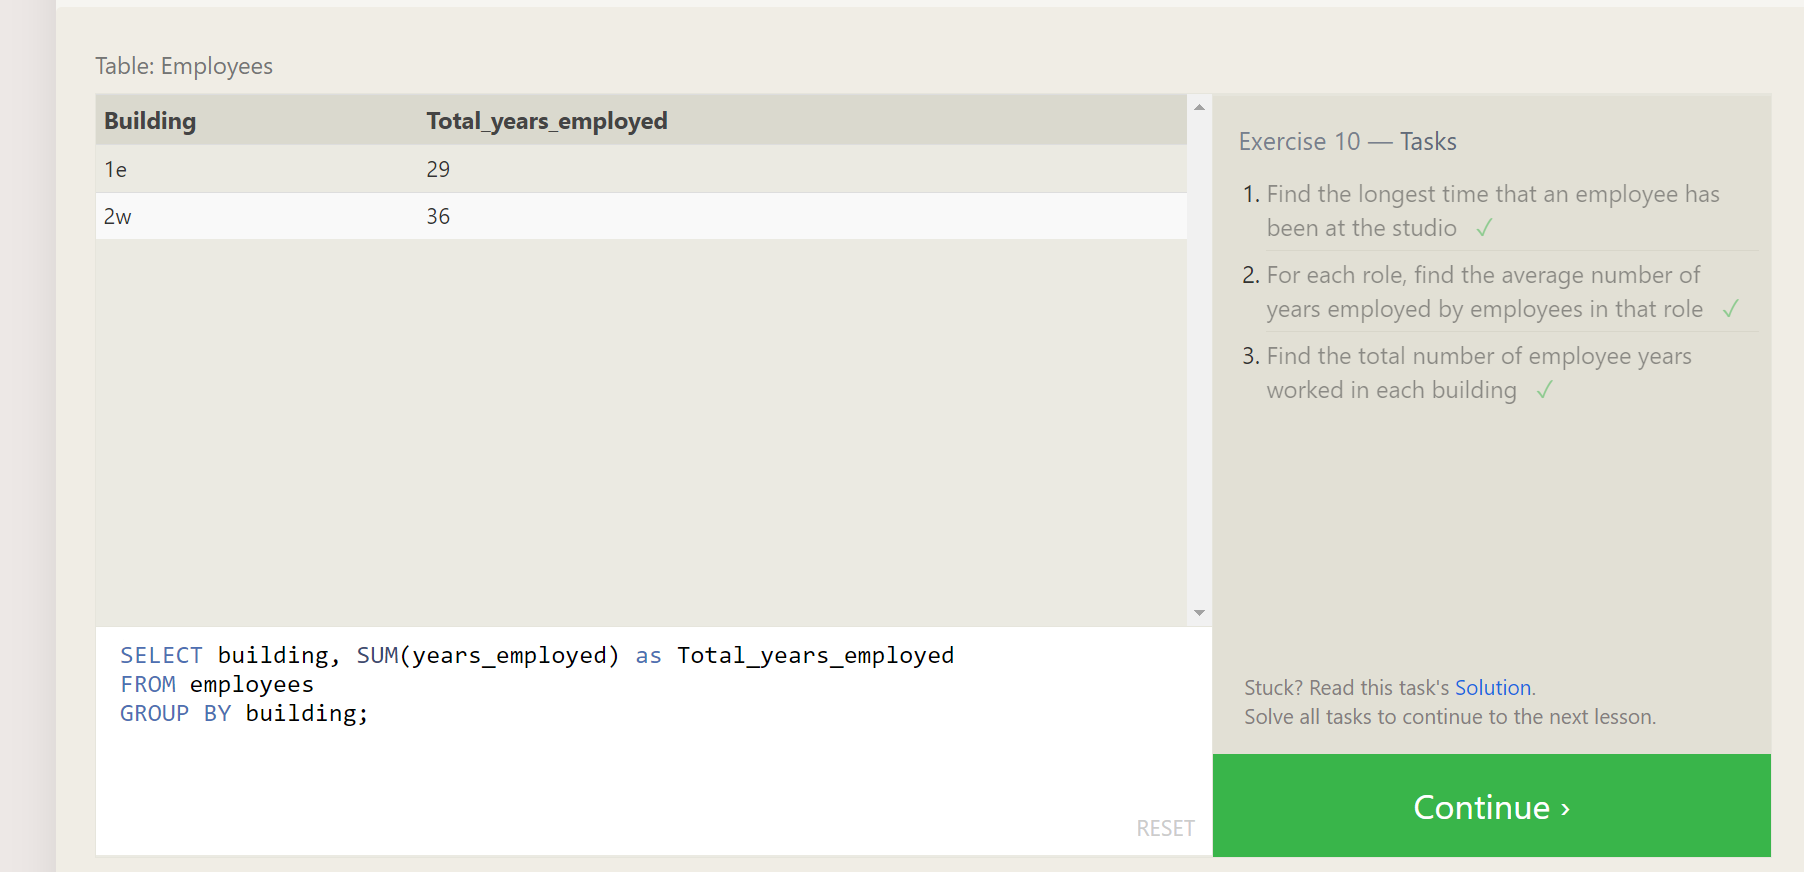 Table: Employees
Building Total_years_employed
1e 29
2w 36
SELECT building, SUM(years_employed) as Total_years_employed
FROM employees
GROUP BY building;
RESET
Exercise 10 — Tasks
1. Find the longest time that an employee has
been at the studio ✓
2. For each role, find the average number of
years employed by employees in that role ✓
3. Find the total number of employee years
worked in each building ✓
Stuck? Read this task's Solution.
Solve all tasks to continue to the next lesson.
Continue ›